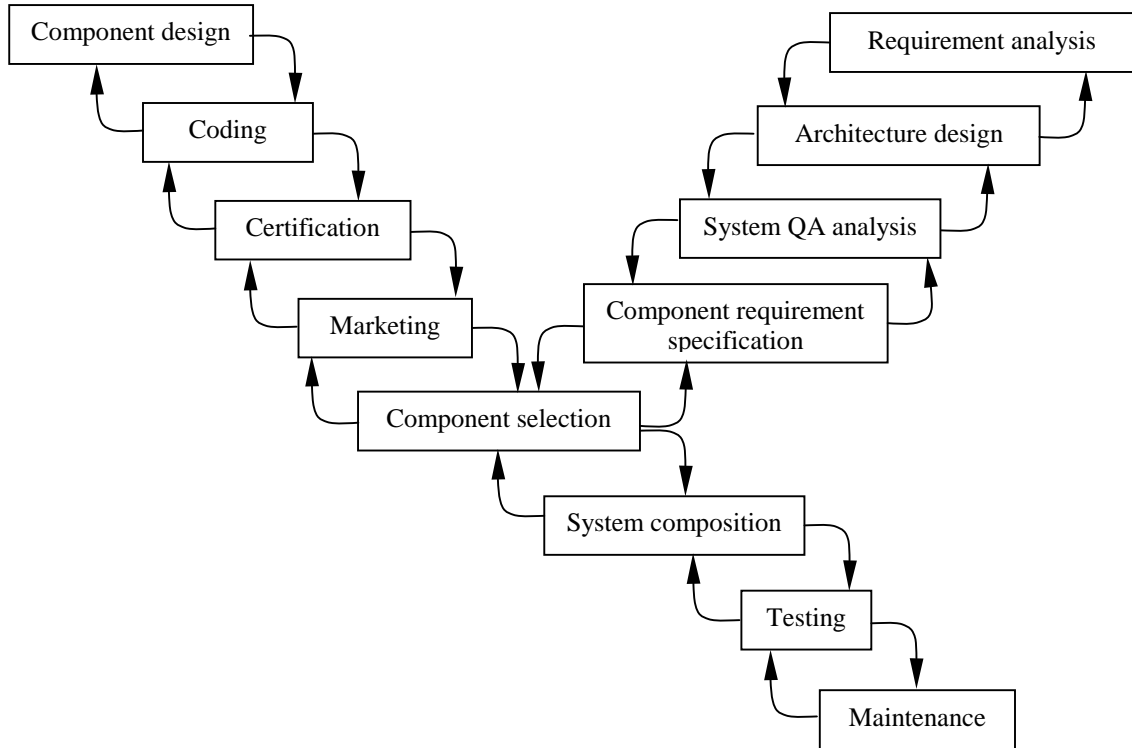 Component design
Requirement analysis
Coding
Architecture design
Certification
System QA analysis
Marketing
Component requirement
specification
Component selection
System composition
Testing
Maintenance